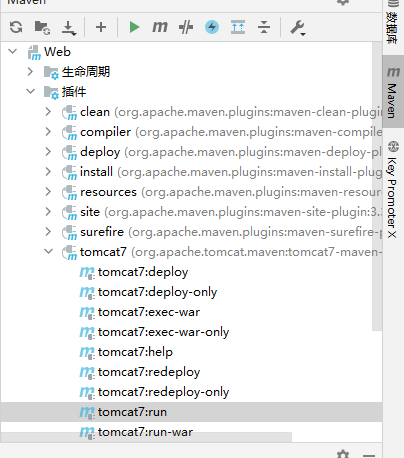 Maven
Web
生命周期
插件
clean (org.apache.maven.plugins:maven-clean-plugi
compiler (org.apache.maven.plugins:maven-compile
deploy (org.apache.maven.plugins:maven-deploy-pl
install (org.apache.maven.plugins:maven-install-plug
resources (org.apache.maven.plugins:maven-resour
site (org.apache.maven.plugins:maven-site-plugin:3.
surefire (org.apache.maven.plugins:maven-surefire-p
tomcat7 (org.apache.tomcat.maven:tomcat7-maven-
tomcat7:deploy
tomcat7:deploy-only
tomcat7:exec-war
tomcat7:exec-war-only
tomcat7:help
tomcat7:redeploy
tomcat7:redeploy-only
tomcat7:run
tomcat7:run-war
数据库
Maven
Key Promoter X